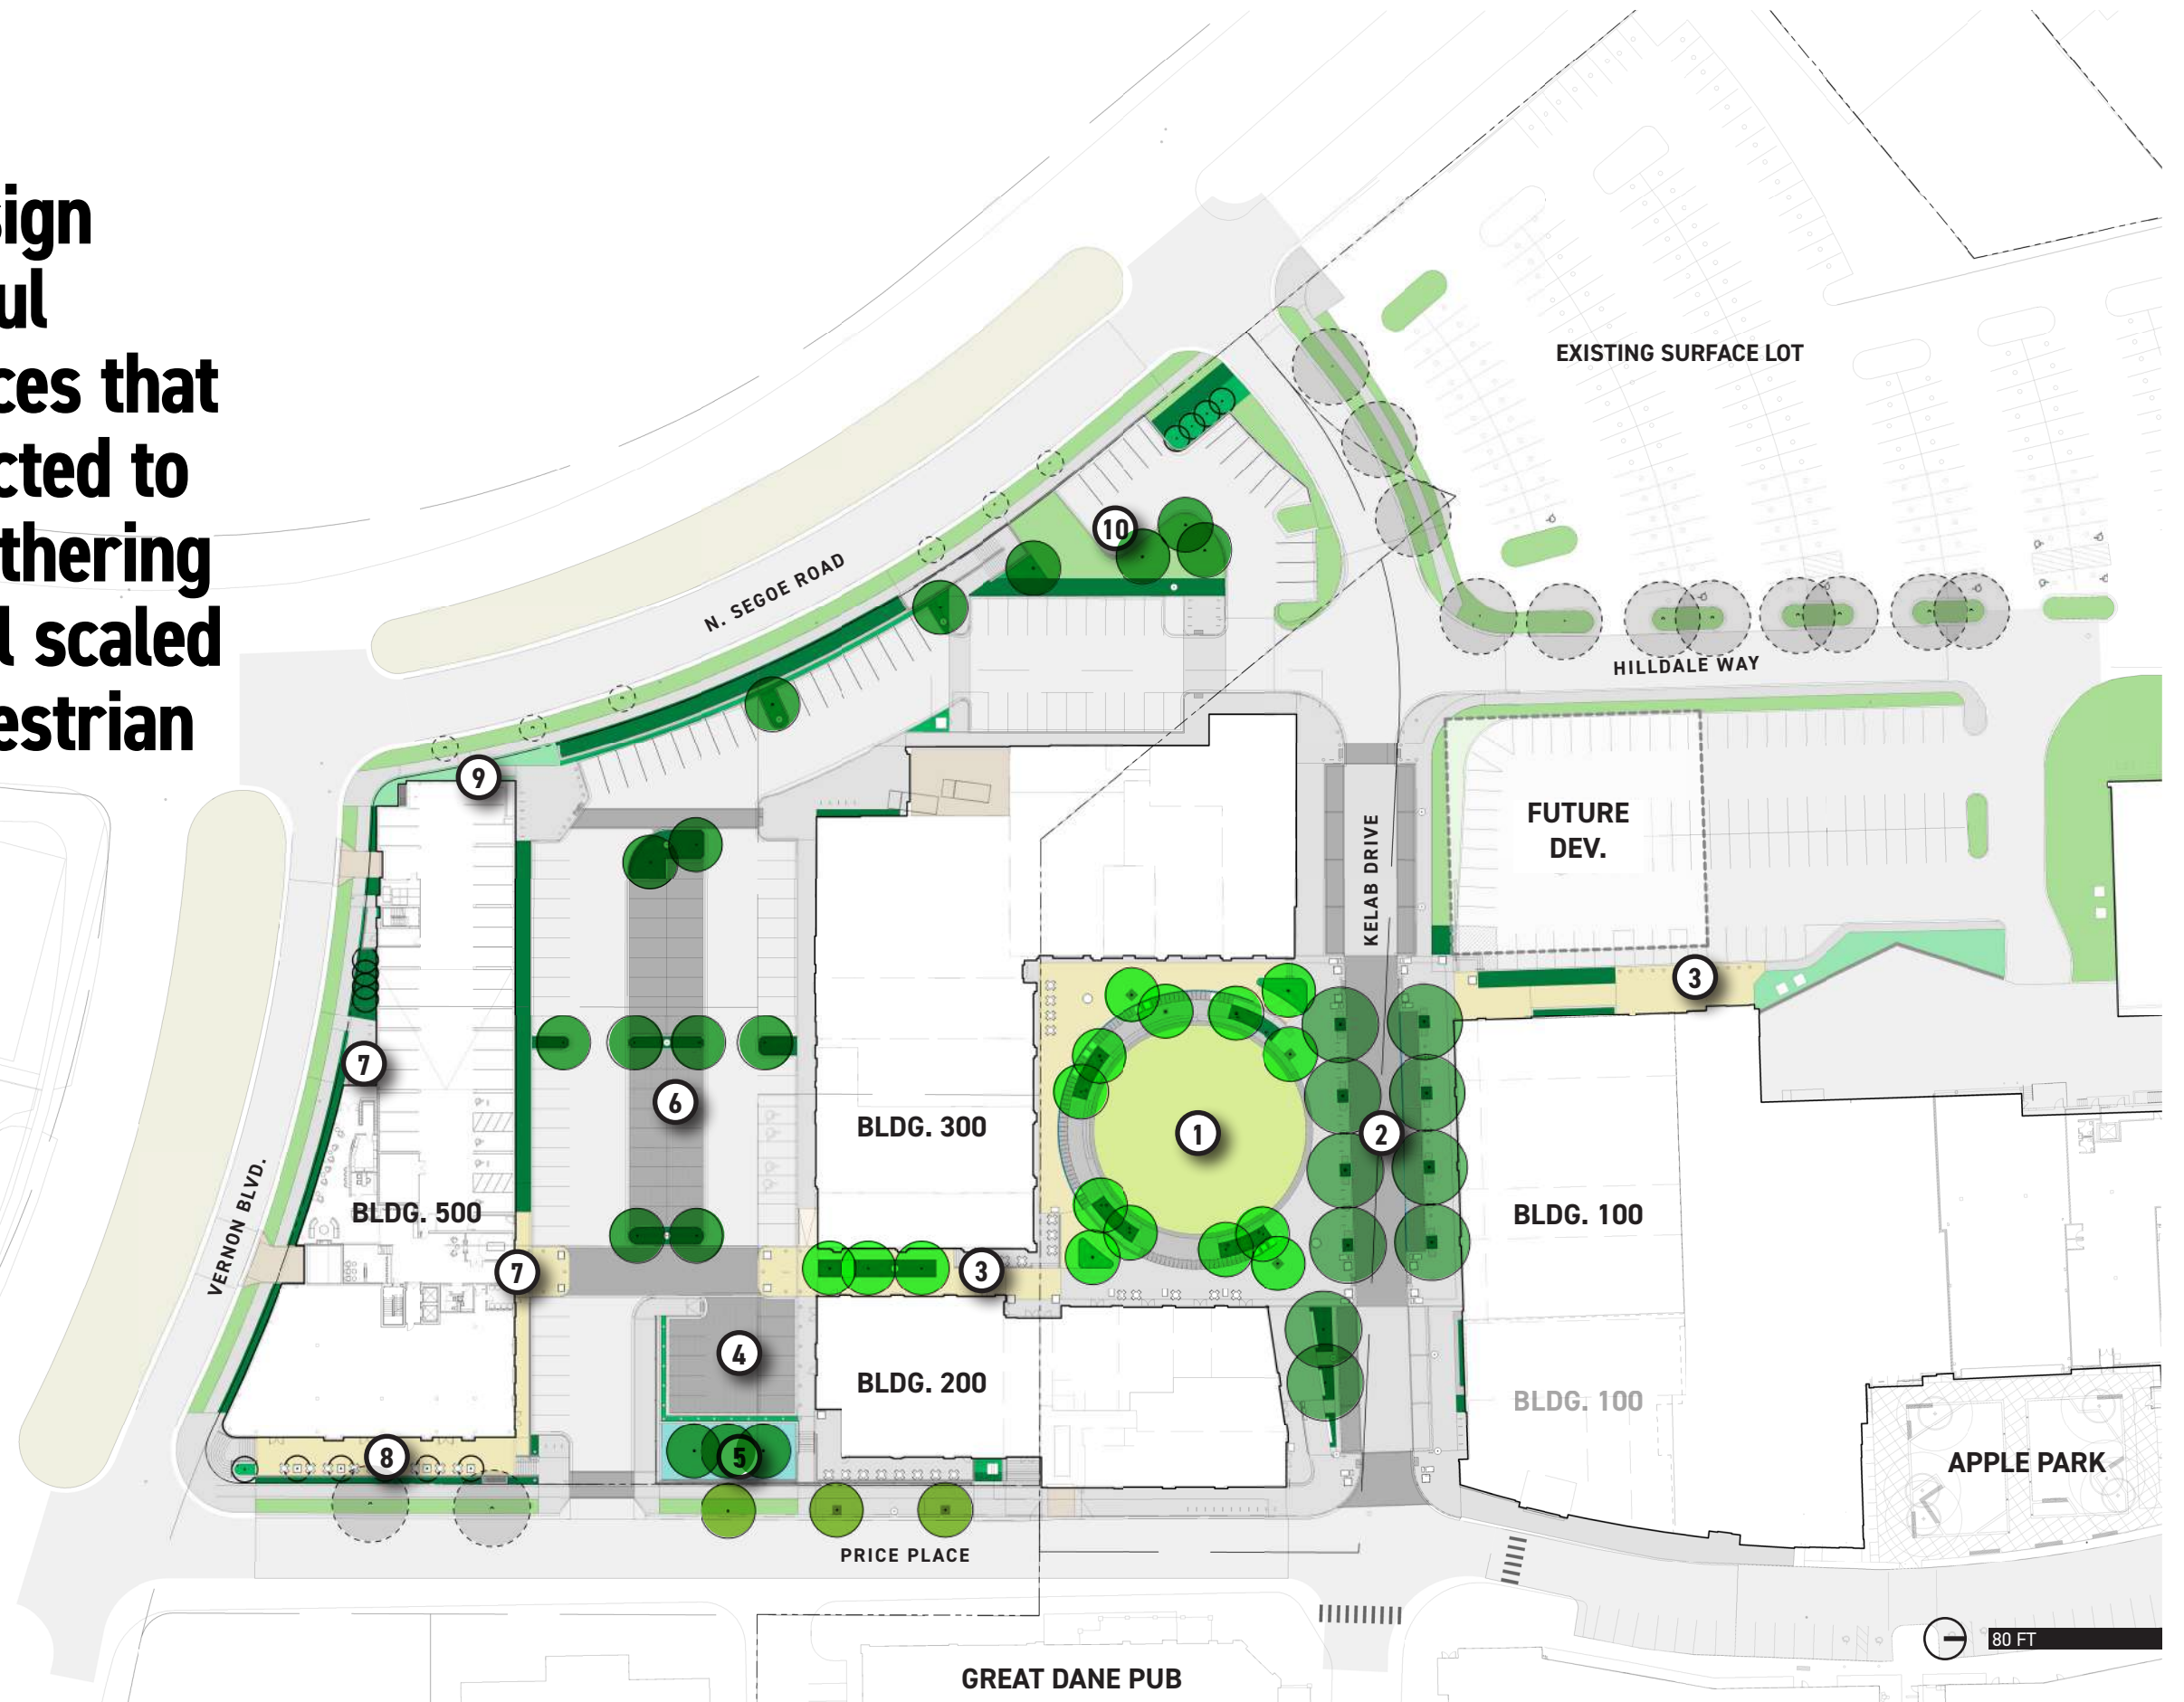 sign
ul
ces that
cted to
thering
l scaled
estrian
EXISTING SURFACE LOT
10
N. SEGOE ROAD
HILLDALE WAY
9
FUTURE
DEV.
KELAB DRIVE
3
7
6
BLDG. 300
1
2
VERNON BLVD.
BLDG. 500
BLDG. 100
7
3
4
BLDG. 200
BLDG. 100
8
5
APPLE PARK
PRICE PLACE
80 FT
GREAT DANE PUB